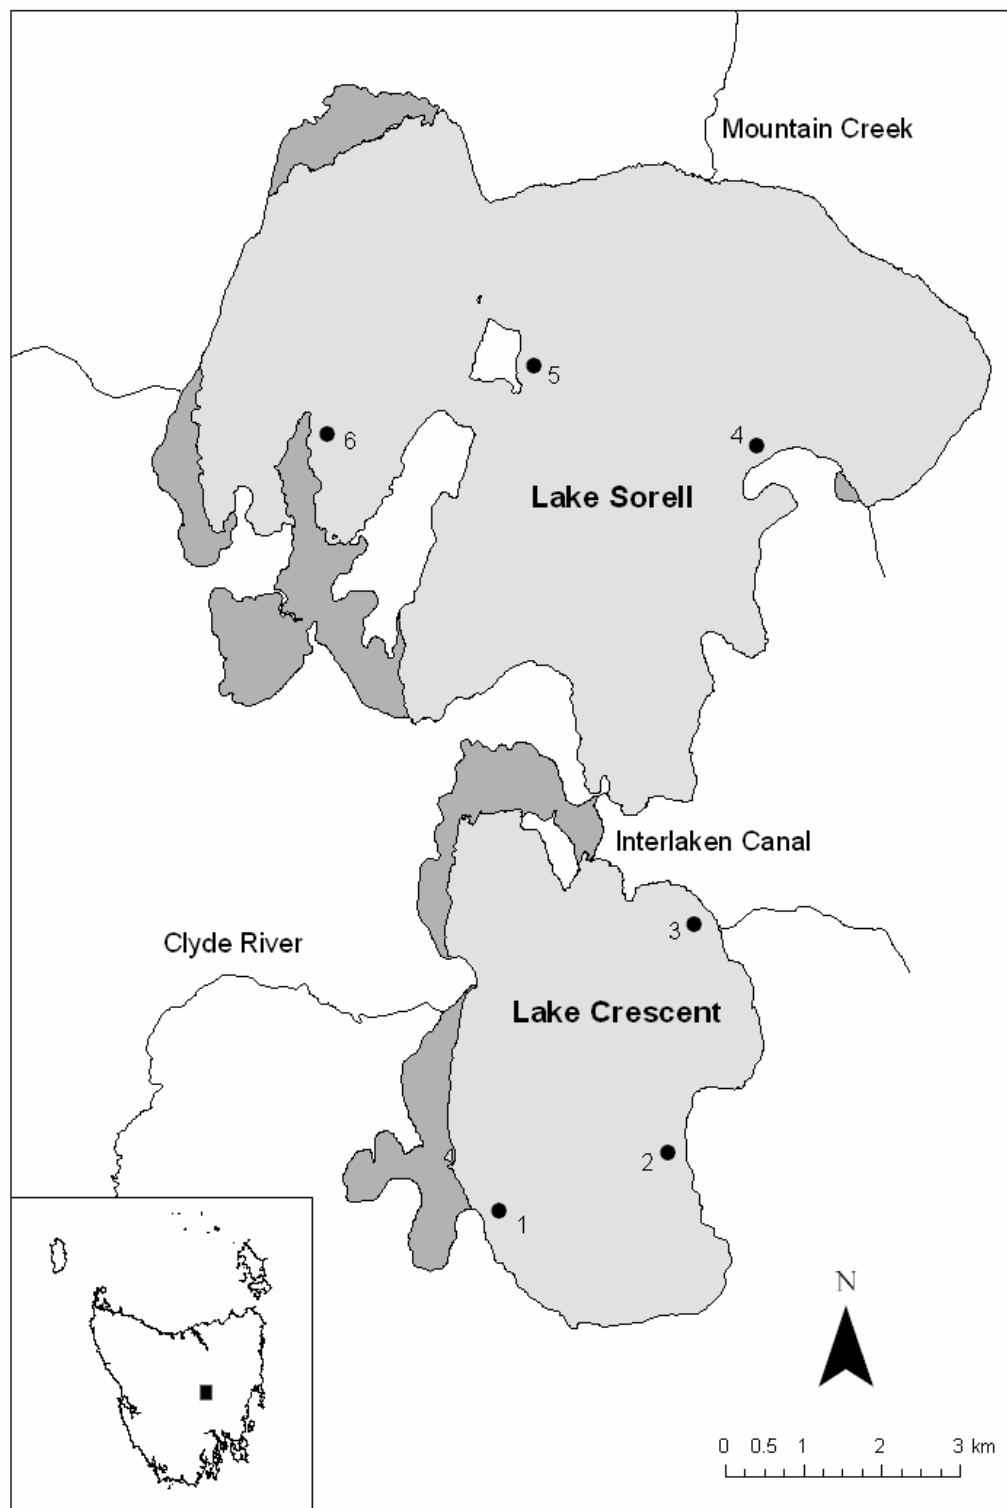 Mountain Creek
5
6
4
Lake Sorell
Interlaken Canal
3
Clyde River
Lake Crescent
2
1
N
0 0.5 1 2 3 km